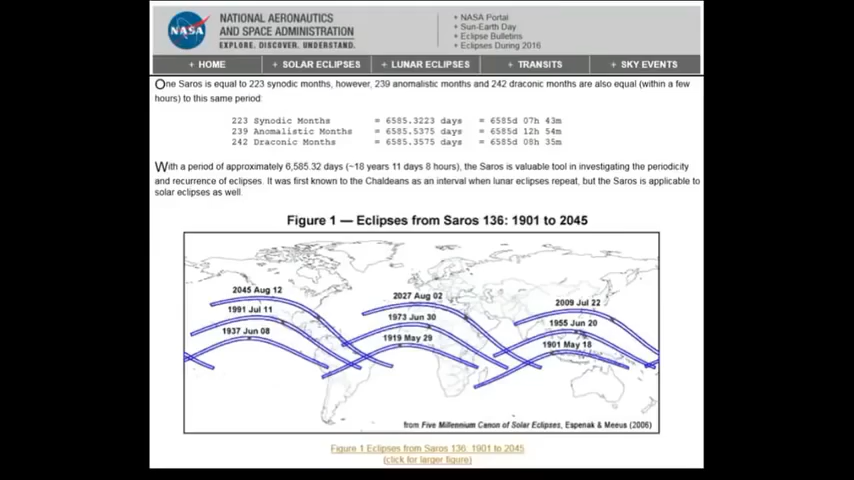 NASA
NATIONAL AERONAUTICS
AND SPACE ADMINISTRATION
EXPLORE. DISCOVER. UNDERSTAND.
+ NASA Portal
+ Sun-Earth Day
+ Eclipse Bulletins
+ Eclipses During 2016
+ HOME + SOLAR ECLIPSES + LUNAR ECLIPSES + TRANSITS + SKY EVENTS
One Saros is equal to 223 synodic months, however, 239 anomalistic months and 242 draconic months are also equal (within a few
hours) to this same period:
223 Synodic Months = 6585.3223 days = 6585d 07h 43m
239 Anomalistic Months = 6585.5375 days = 6585d 12h 54m
242 Draconic Months = 6585.3575 days = 6585d 08h 35m
With a period of approximately 6,585.32 days (~18 years 11 days 8 hours), the Saros is valuable tool in investigating the periodicity
and recurrence of eclipses. It was first known to the Chaldeans as an interval when lunar eclipses repeat, but the Saros is applicable to
solar eclipses as well.
Figure 1 — Eclipses from Saros 136: 1901 to 2045
2045 Aug 12
1991 Jul 11
1937 Jun 08
2027 Aug 02
1973 Jun 30
1919 May 29
2009 Jul 22
1955 Jun 20
1901 May 18
from Five Millennium Canon of Solar Eclipses, Espenak & Meeus (2006)
Figure 1 Eclipses from Saros 136: 1901 to 2045
(click for larger figure)